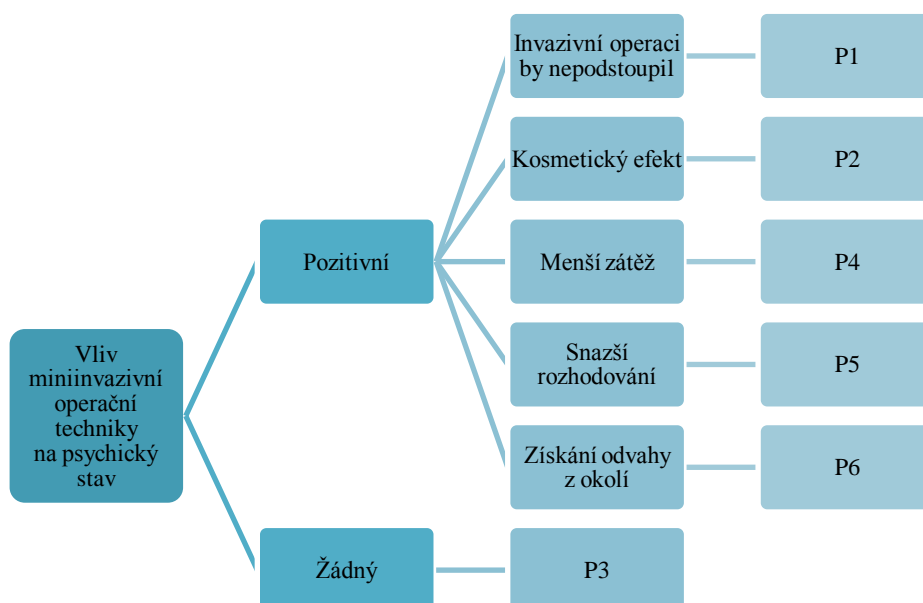 Invazivní operaci
by nepodstoupil
P1
Kosmetický efekt
P2
Pozitivní
Menší zátěž
P4
Vliv
miniinvazivní
operační
techniky
na psychický
stav
Snazší
rozhodování
P5
Získání odvahy
z okolí
P6
Žádný
P3